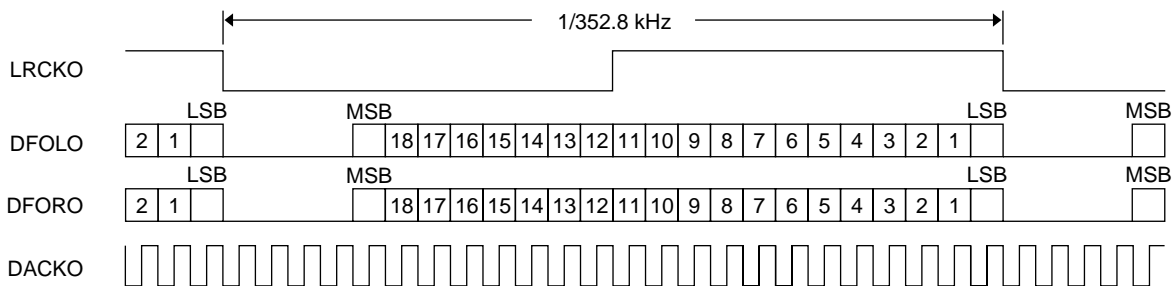 1/352.8 kHz
LRCKO
LSB MSB LSB MSB
DFOLO 2 1 18 17 16 15 14 13 12 11 10 9 8 7 6 5 4 3 2 1
LSB MSB LSB MSB
DFORO 2 1 18 17 16 15 14 13 12 11 10 9 8 7 6 5 4 3 2 1
DACKO